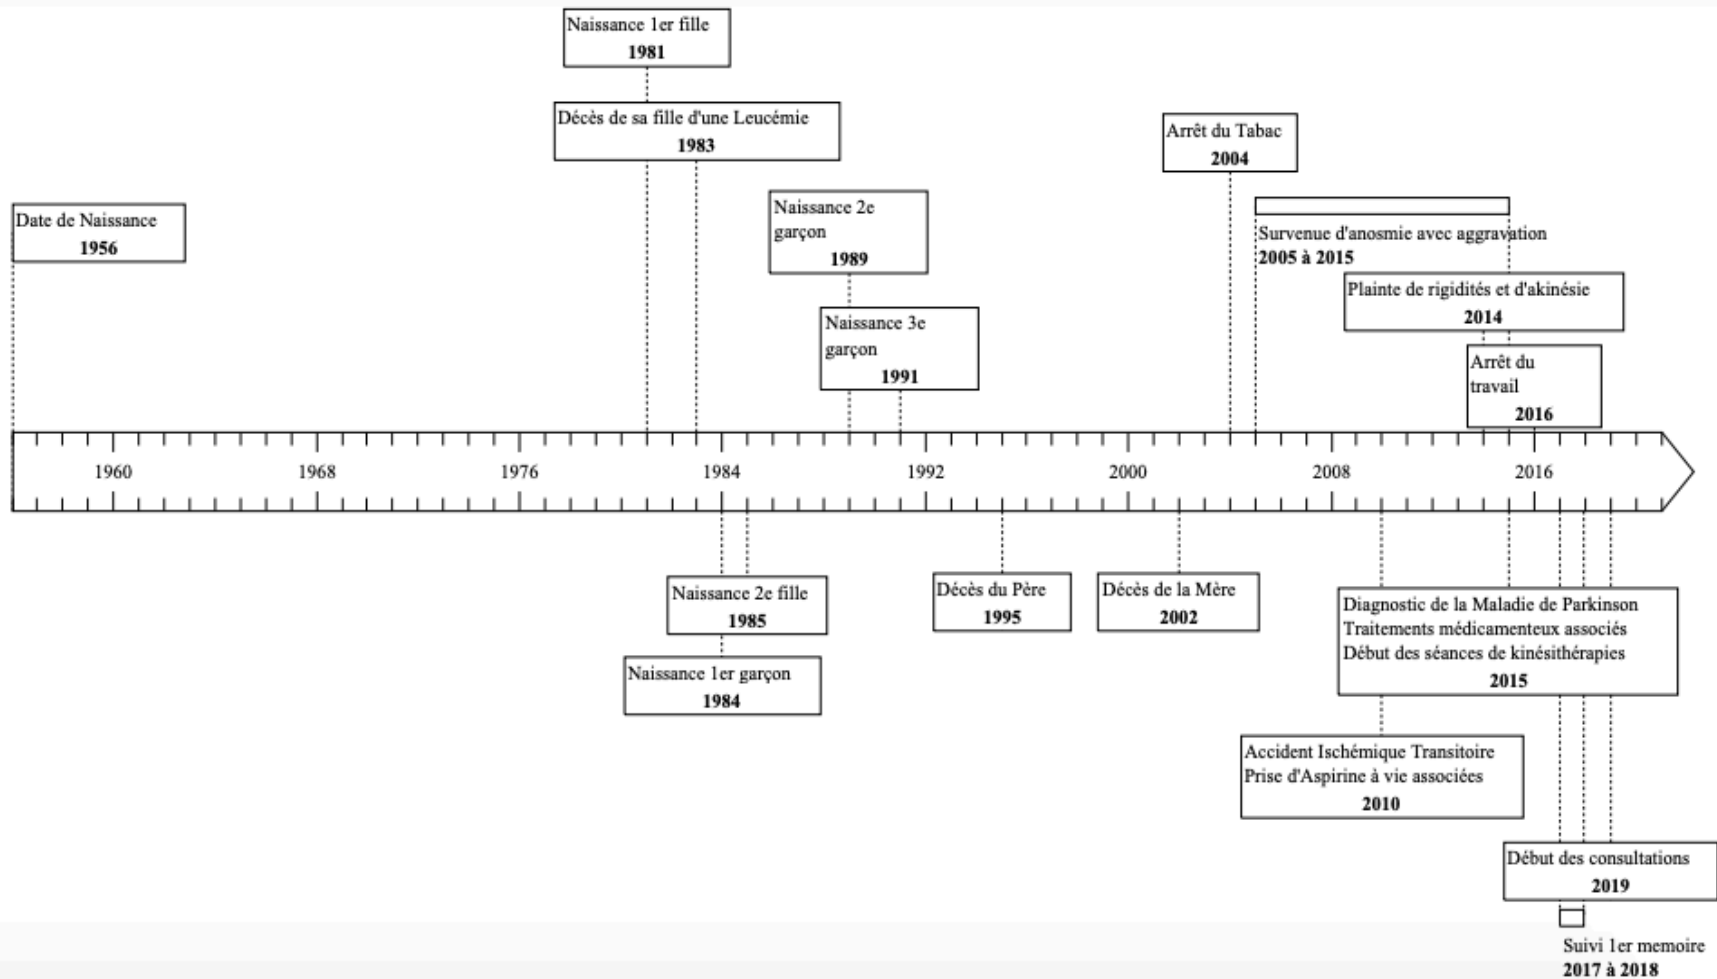 Naissance 1er fille
1981
Décès de sa fille d'une Leucémie
1983
Arrêt du Tabac
2004
Date de Naissance
1956
Naissance 2e
garçon
1989
Survenue d'anosmie avec aggravation
2005 à 2015
Plainte de rigidités et d'akinésie
2014
Naissance 3e
garçon
1991
Arrêt du
travail
2016
1960
1968
1976
1984
1992
2000
2008
2016
Naissance 2e fille
1985
Naissance 1er garçon
1984
Décès du Père
1995
Décès de la Mère
2002
Diagnostic de la Maladie de Parkinson
Traitements médicamenteux associés
Début des séances de kinésithérapies
2015
Accident Ischémique Transitoire
Prise d'Aspirine à vie associées
2010
Début des consultations
2019
Suivi 1er memoire
2017 à 2018